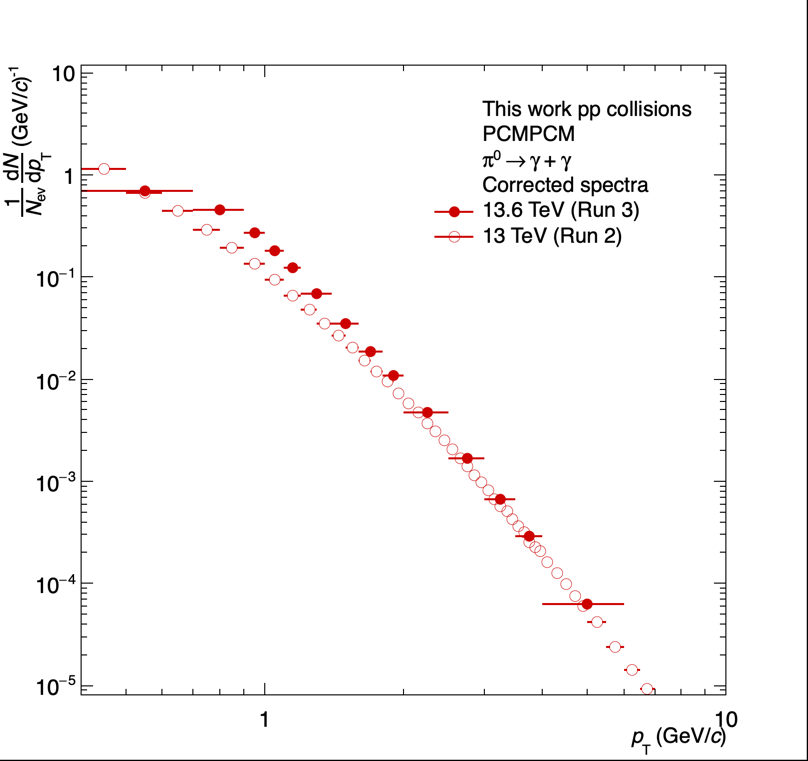 1/N_ev dN/dp_T (GeV/c)^-1
10
1
10^−1
10^−2
10^−3
10^−4
10^−5
This work pp collisions
PCMPCM
π^0 → γ + γ
Corrected spectra
13.6 TeV (Run 3)
13 TeV (Run 2)
1
10
p_T (GeV/c)